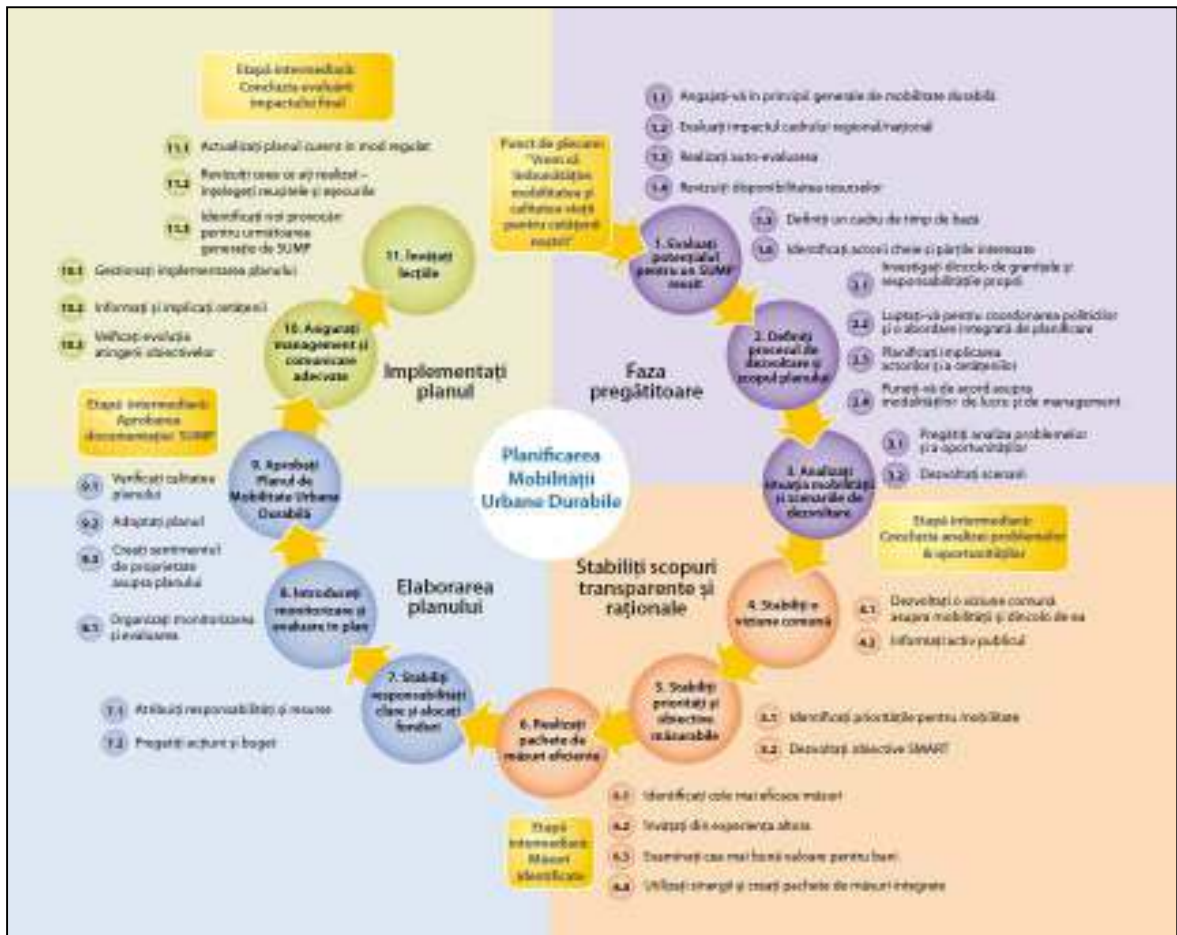 Planificarea
Mobilității
Urbane Durabile
Punct de plecare:
"Vrem să
îmbunătățim
mobilitatea și
calitatea vieții
pentru cetățenii
noștri!"
Faza
pregătitoare
1. Evaluați
potențialul
pentru un SUMP
reușit
1.1 Angajați-vă în principii generale de mobilitate durabilă
1.2 Evaluați impactul cadrului regional/național
1.3 Realizați auto-evaluarea
1.4 Revizuiți disponibilitatea resurselor
1.5 Definiți un cadru de timp de bază
1.6 Identificați actorii cheie și părțile interesate
2. Definiți
procesul de
dezvoltare și
scopul planului
2.1 Investigați dincolo de granițele și
responsabilitățile proprii
2.2 Luptați-vă pentru coordonarea politicilor
și o abordare integrată de planificare
2.3 Planificați implicarea
actorilor și a cetățenilor
2.4 Puneți-vă de acord asupra
modalităților de lucru și de management
3. Analizați
situația mobilității
și scenariile de
dezvoltare
3.1 Pregătiți analiza problemelor
și a oportunităților
3.2 Dezvoltați scenarii
Etapă intermediară:
Concluzia analizei problemelor
& oportunităților
Stabiliți scopuri
transparente și
raționale
4. Stabiliți o
viziune comună
4.1 Dezvoltați o viziune comună
asupra mobilității și dincolo de ea
4.2 Informați activ publicul
5. Stabiliți
priorități și
obiective
măsurabile
5.1 Identificați prioritățile pentru mobilitate
5.2 Dezvoltați obiective SMART
6. Realizați
pachete de
măsuri eficiente
6.1 Identificați cele mai eficace măsuri
6.2 Învățați din experiența altora
6.3 Examinați cea mai bună valoare pentru bani
6.4 Utilizați sinergii și creați pachete de măsuri integrate
Etapă
intermediară:
Măsuri
identificate
Elaborarea
planului
7. Stabiliți
responsabilități
clare și alocați
fonduri
7.1 Atribuiți responsabilități și resurse
7.2 Pregătiți acțiuni și buget
8. Introduceți
monitorizare și
evaluare în plan
8.1 Organizați monitorizarea
și evaluarea
9. Aprobați
Planul de
Mobilitate Urbană
Durabilă
9.1 Verificați calitatea
planului
9.2 Adoptați planul
9.3 Creați sentimentul
de proprietate
asupra planului
Etapă intermediară:
Aprobarea
documentației SUMP
Implementați
planul
10. Asigurați
management și
comunicare
adecvate
10.1 Gestionați implementarea planului
10.2 Informați și implicați cetățenii
10.3 Verificați evoluția
atingerii obiectivelor
11. Învățați
lecțiile
11.1 Actualizați planul curent în mod regulat
11.2 Revizuiți ceea ce ați realizat –
înțelegeți reușitele și eșecurile
11.3 Identificați noi provocări
pentru următoarea
generație de SUMP
Etapă intermediară:
Concluzia evaluării
impactului final